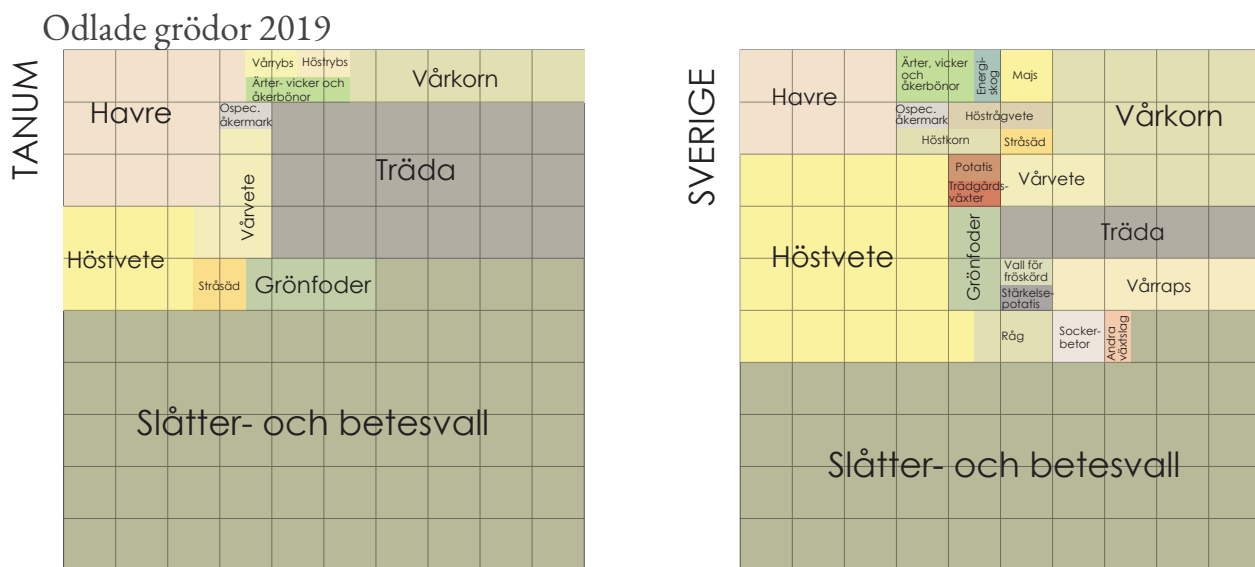 Odlade grödor 2019
TANUM
Vårrybs
Höstrybs
Ärter- vicker och
åkerbönor
Vårkorn
Havre
Ospec.
åkermark
Träda
Vårvete
Höstvete
Stråsäd
Grönfoder
Slåtter- och betesvall
SVERIGE
Havre
Ärter, vicker
och
åkerbönor
Energi-
skog
Majs
Vårkorn
Ospec.
åkermark
Höstrågvete
Höstkorn
Stråsäd
Potatis
Trädgårds-
växter
Vårvete
Höstvete
Grönfoder
Träda
Vall för
fröskörd
Stärkelse-
potatis
Vårraps
Råg
Socker-
betor
Andra
växtslag
Slåtter- och betesvall